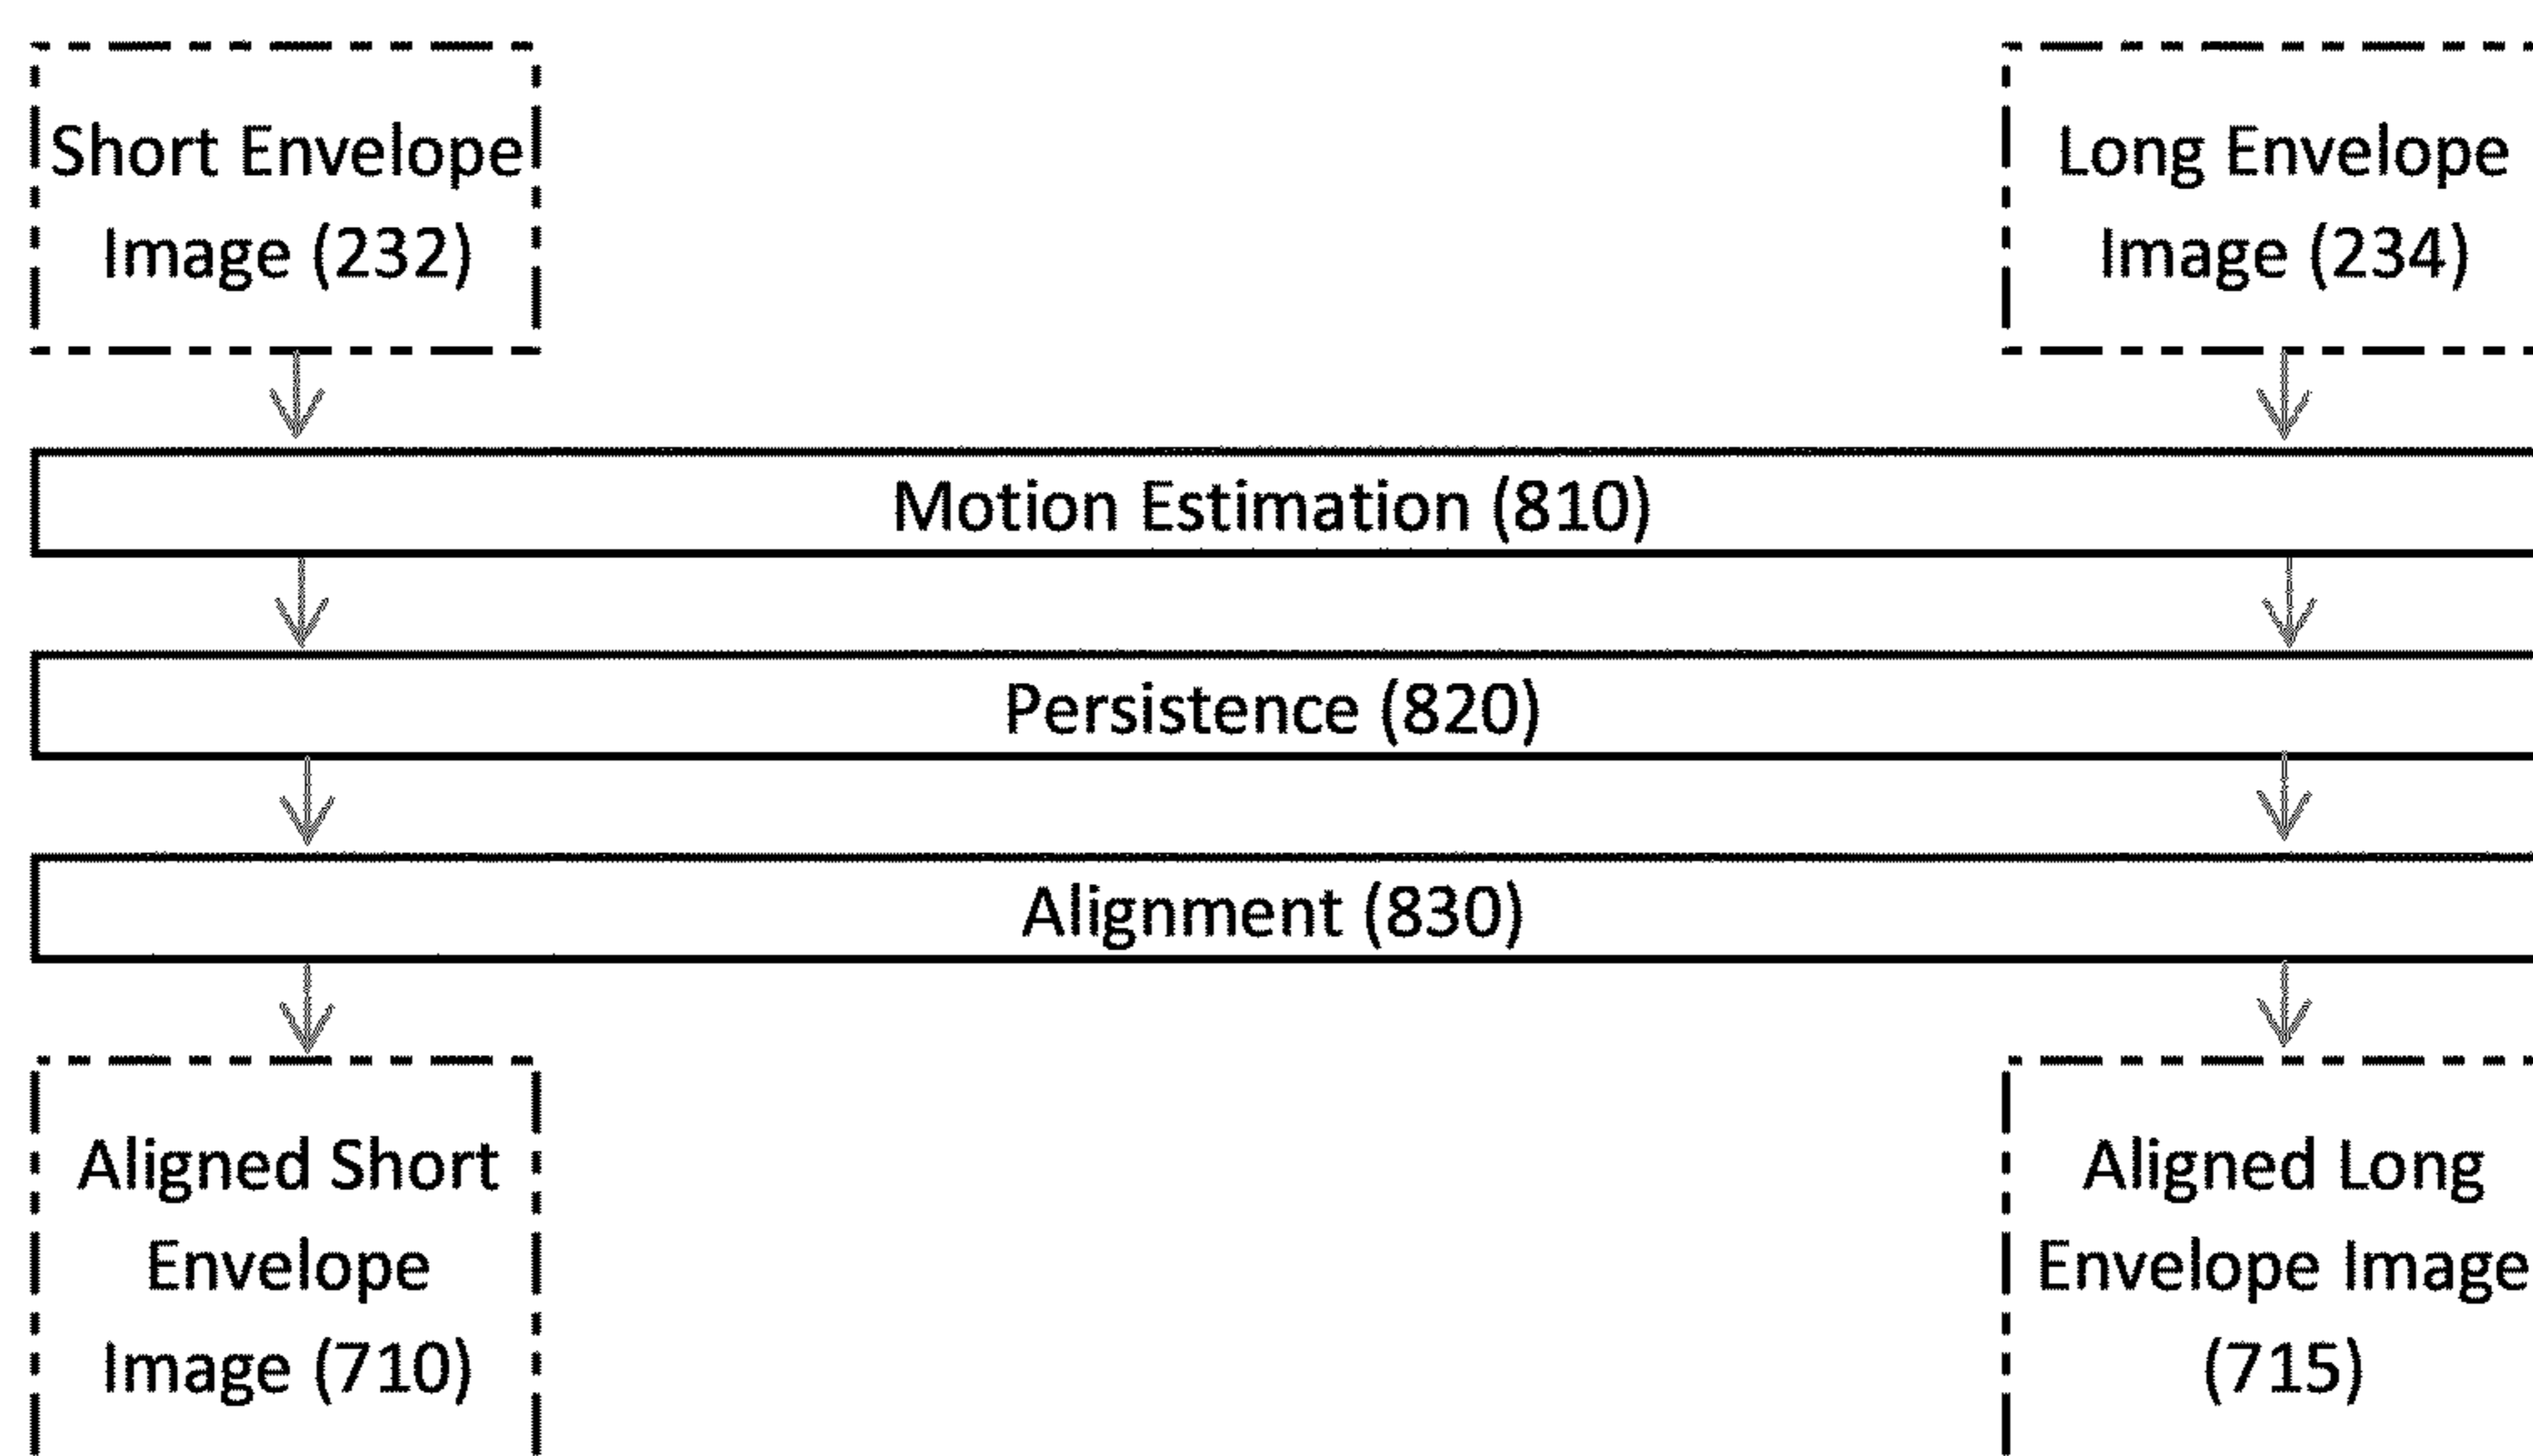 Short Envelope
Image (232)
Long Envelope
Image (234)
Motion Estimation (810)
Persistence (820)
Alignment (830)
Aligned Short
Envelope
Image (710)
Aligned Long
Envelope Image
(715)